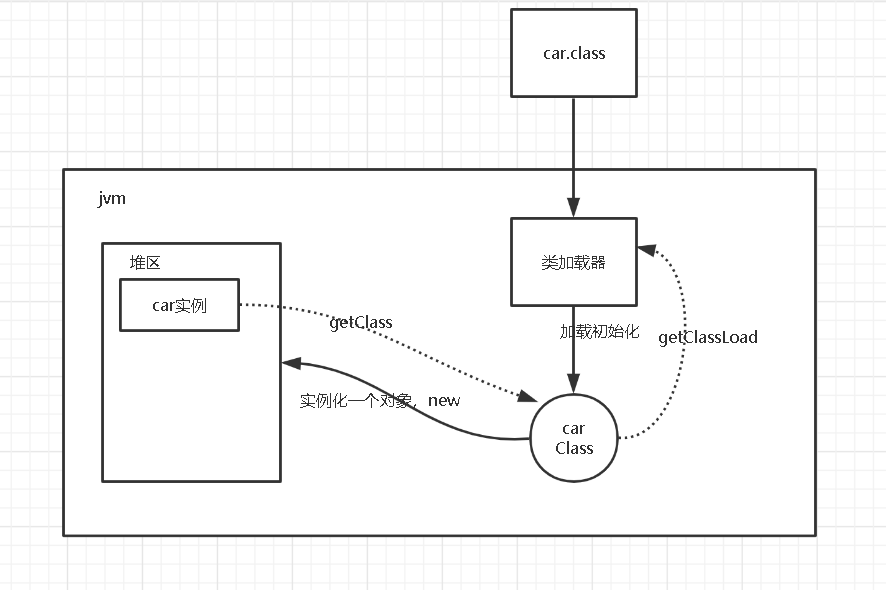 car.class
jvm
堆区
car实例
类加载器
getClass
加载初始化
getClassLoad
实例化一个对象，new
car
Class